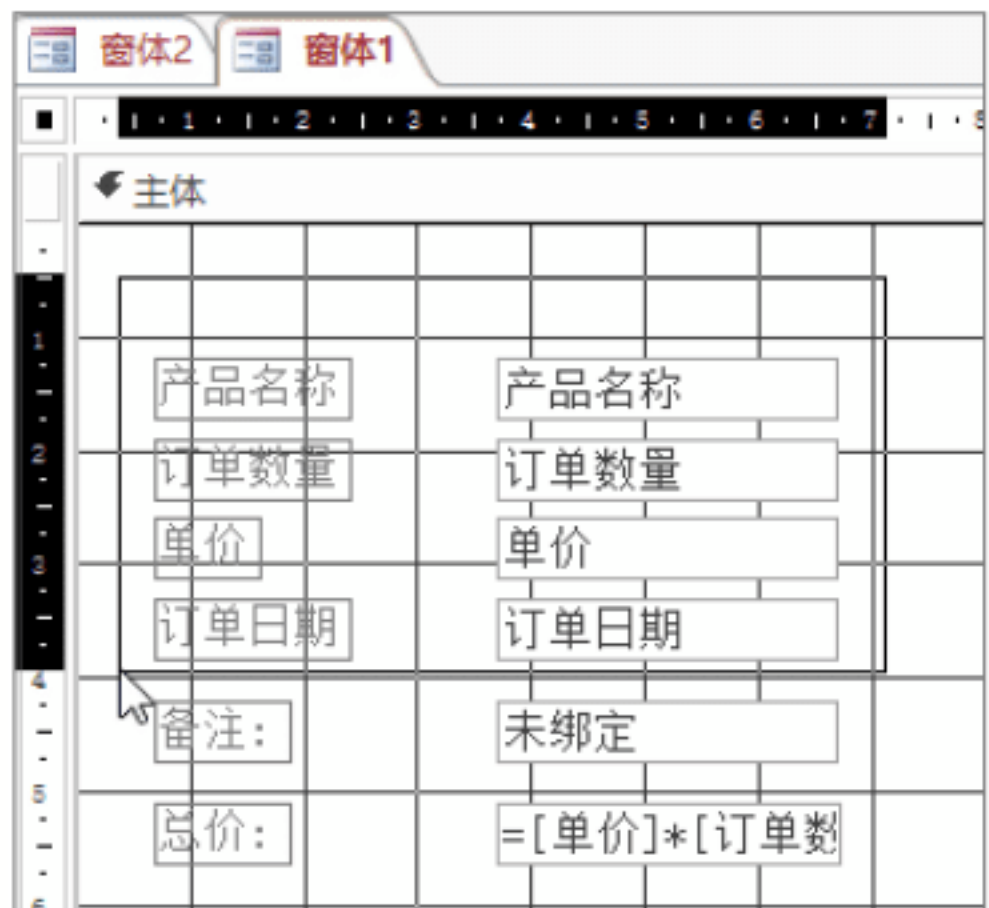 窗体2 窗体1
1 2 3 4 5 6 7 8
主体
1
产品名称 产品名称
2
订单数量 订单数量
单价 单价
3
订单日期 订单日期
4
备注: 未绑定
5
总价: =[单价]*[订单数
6